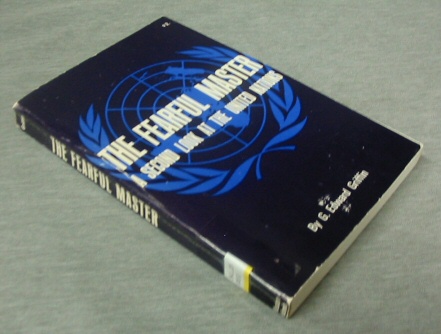 THE FEARFUL MASTER
A SECOND LOOK AT THE UNITED NATIONS
By G. Edward Griffin
THE FEARFUL MASTER